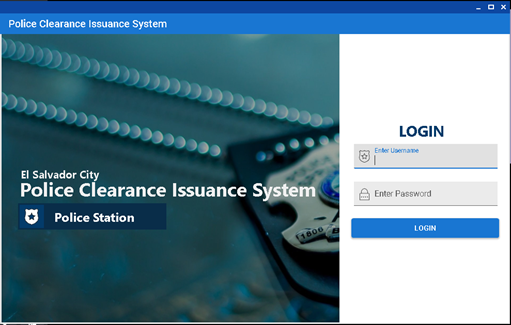 Police Clearance Issuance System
LOGIN
Enter Username
El Salvador City
Police Clearance Issuance System
Enter Password
Police Station
LOGIN
1808